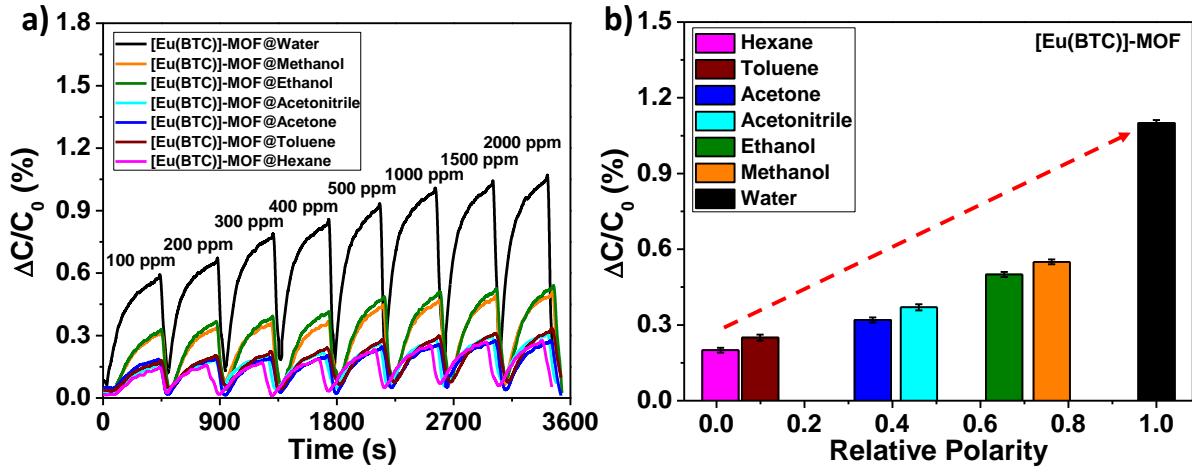 a)
ΔC/C0 (%)
1.8
1.5
1.2
0.9
0.6
0.3
0.0
[Eu(BTC)]-MOF@Water
[Eu(BTC)]-MOF@Methanol
[Eu(BTC)]-MOF@Ethanol
[Eu(BTC)]-MOF@Acetonitrile
[Eu(BTC)]-MOF@Acetone
[Eu(BTC)]-MOF@Toluene
[Eu(BTC)]-MOF@Hexane
100 ppm
200 ppm
300 ppm
400 ppm
500 ppm
1000 ppm
1500 ppm
2000 ppm
0 900 1800 2700 3600
Time (s)
b)
ΔC/C0 (%)
1.5
1.2
0.9
0.6
0.3
0.0
[Eu(BTC)]-MOF
Hexane
Toluene
Acetone
Acetonitrile
Ethanol
Methanol
Water
0.0 0.2 0.4 0.6 0.8 1.0
Relative Polarity